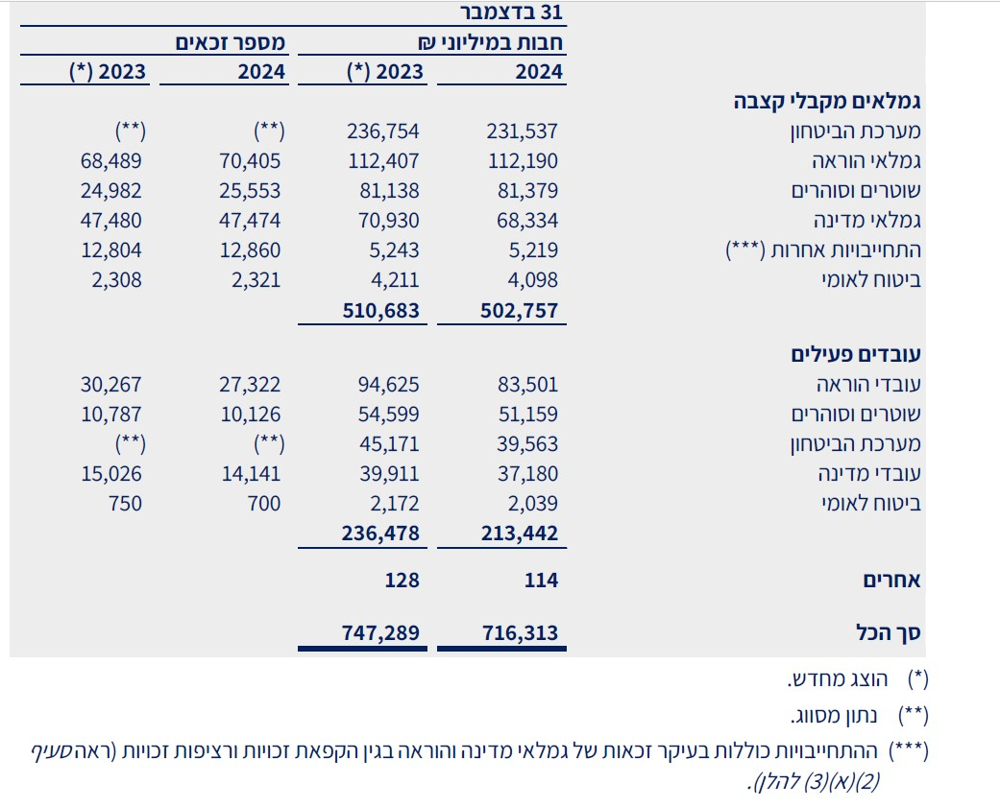 31 בדצמבר
חבות במיליוני ₪ מספר זכאים
2024 2023 (*) 2024 2023 (*)
גמלאים מקבלי קצבה
מערכת הביטחון 231,537 236,754 (**) (**)
גמלאי הוראה 112,190 112,407 70,405 68,489
שוטרים וסוהרים 81,379 81,138 25,553 24,982
גמלאי מדינה 68,334 70,930 47,474 47,480
התחייבויות אחרות (***) 5,219 5,243 12,860 12,804
ביטוח לאומי 4,098 4,211 2,321 2,308
502,757 510,683
עובדים פעילים
עובדי הוראה 83,501 94,625 27,322 30,267
שוטרים וסוהרים 51,159 54,599 10,126 10,787
מערכת הביטחון 39,563 45,171 (**) (**)
עובדי מדינה 37,180 39,911 14,141 15,026
ביטוח לאומי 2,039 2,172 700 750
213,442 236,478
אחרים 114 128
סך הכל 716,313 747,289
(*) הוצג מחדש.
(**) נתון מסווג.
(***) ההתחייבויות כוללות בעיקר זכאות של גמלאי מדינה והוראה בגין הקפאת זכויות ורציפות זכויות (ראה סעיף
(2)(א)(3) להלן).